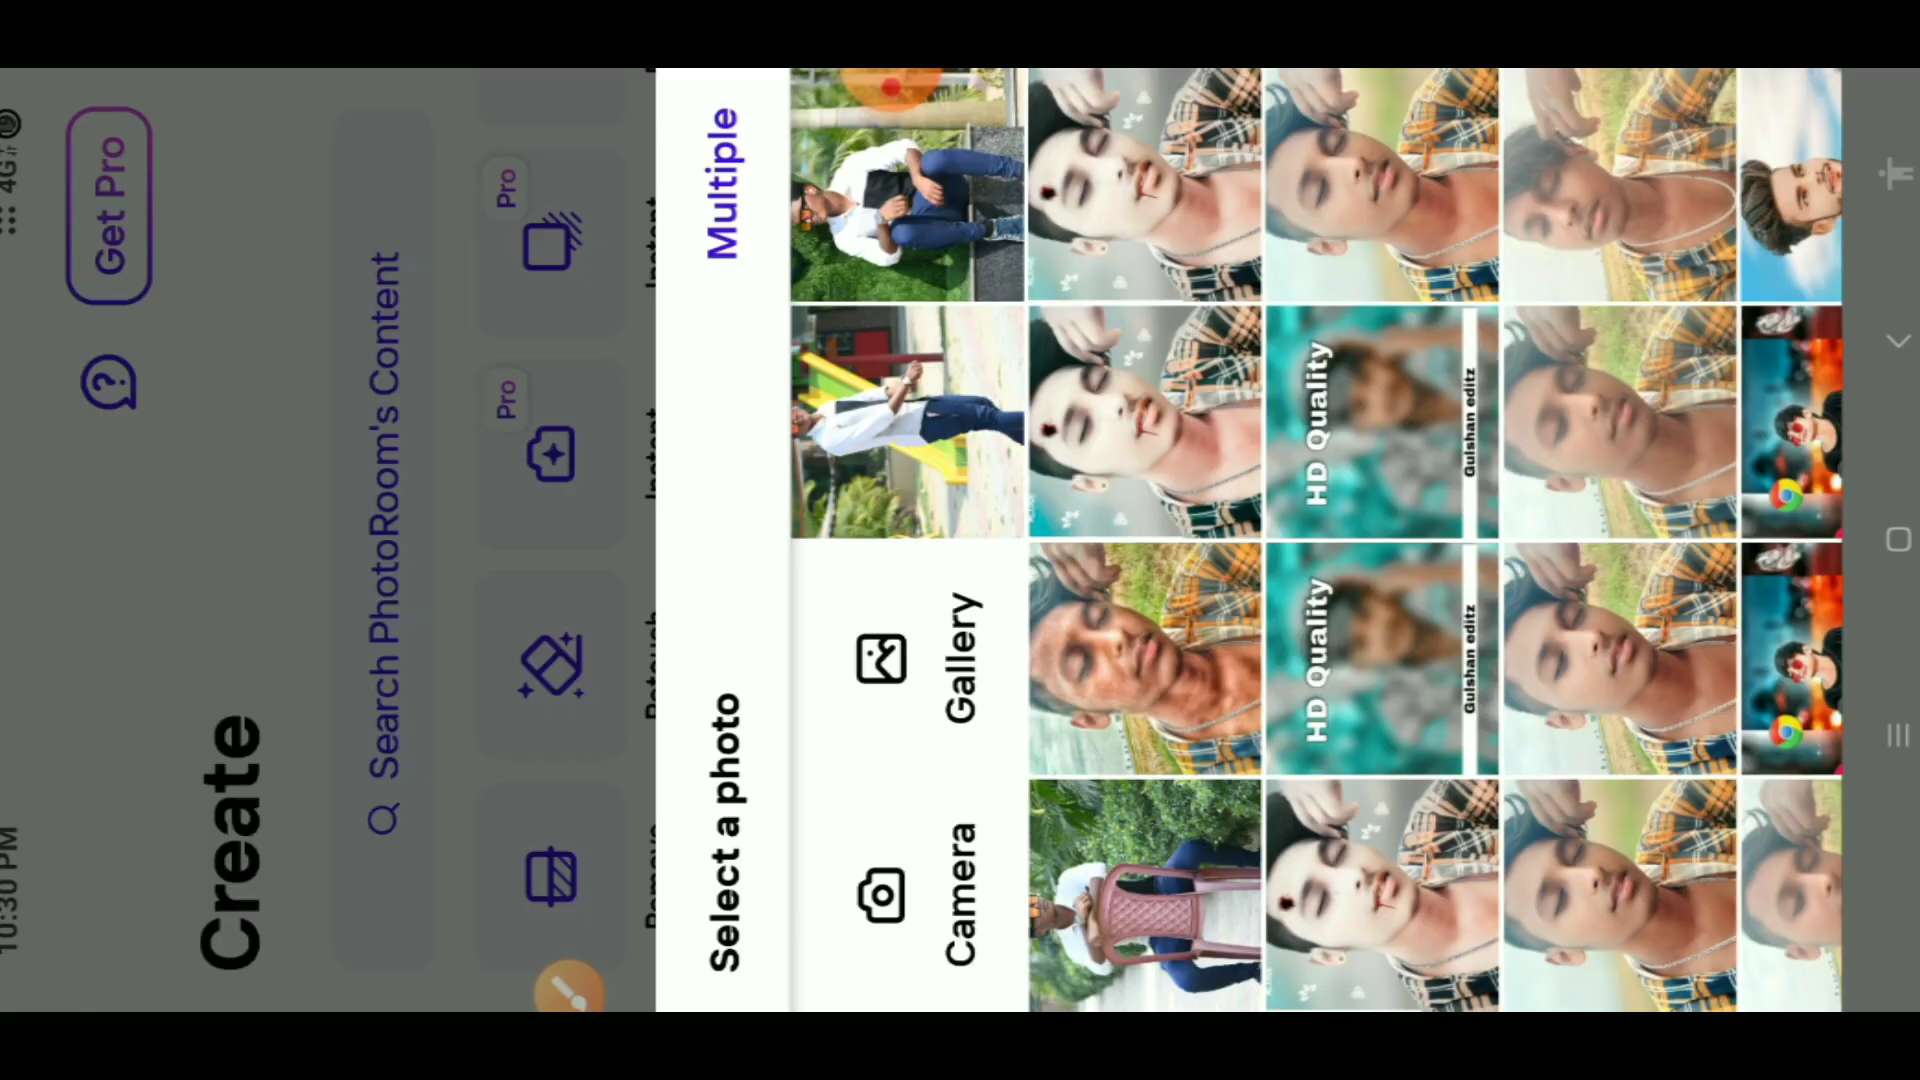 10:30 PM
4G
Get Pro
Create
Search PhotoRoom's Content
Pro
Pro
Select a photo
Multiple
Camera
Gallery
HD Quality
Gulshan editz
HD Quality
Gulshan editz